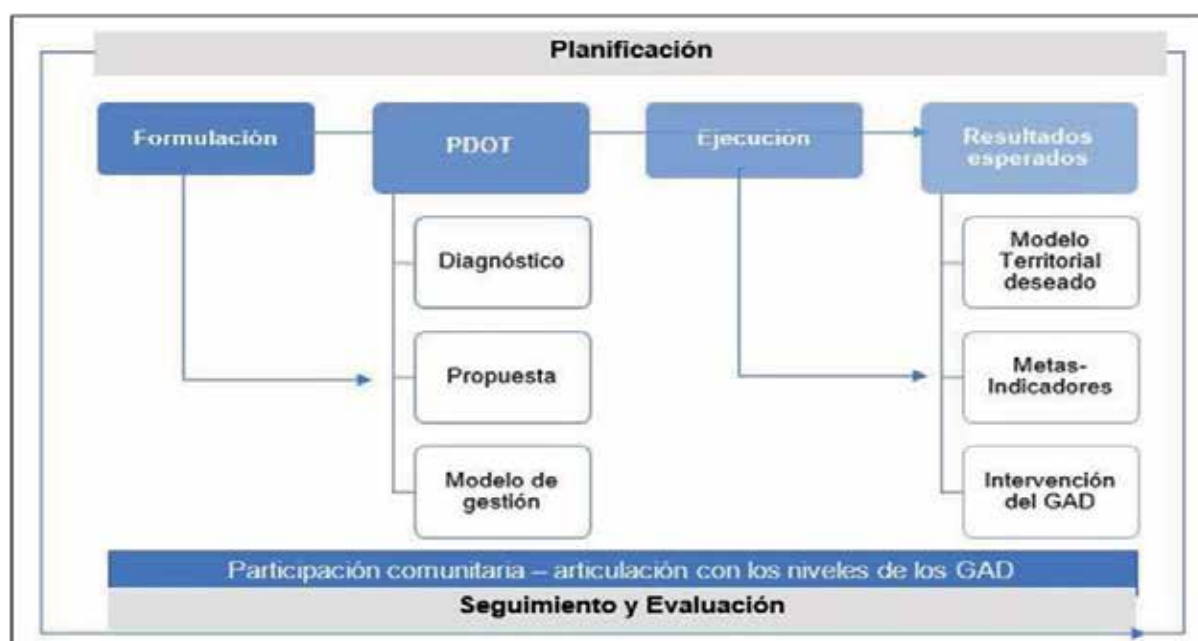 Planificación
Formulación
PDOT
Ejecución
Resultados
esperados
Diagnóstico
Propuesta
Modelo de
gestión
Modelo
Territorial
deseado
Metas-
Indicadores
Intervención
del GAD
Participación comunitaria – articulación con los niveles de los GAD
Seguimiento y Evaluación